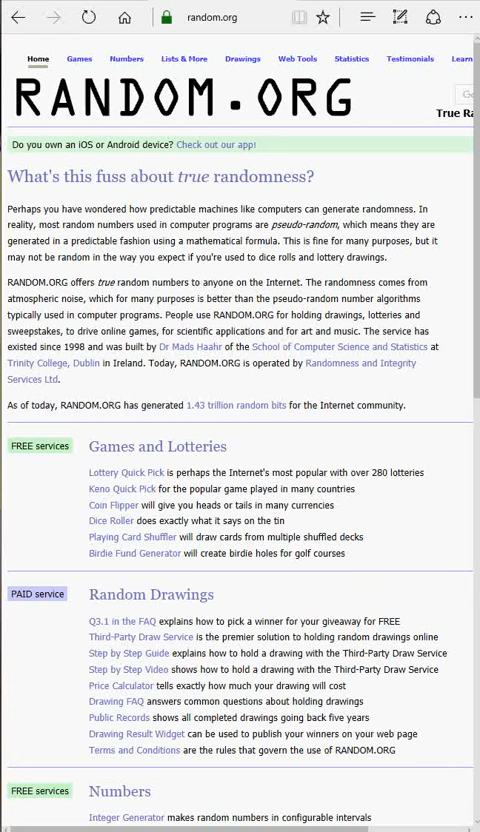 random.org
Home Games Numbers Lists & More Drawings Web Tools Statistics Testimonials Learn
RANDOM.ORG
True Ra
Do you own an iOS or Android device? Check out our app!
What's this fuss about true randomness?
Perhaps you have wondered how predictable machines like computers can generate randomness. In
reality, most random numbers used in computer programs are pseudo-random, which means they are
generated in a predictable fashion using a mathematical formula. This is fine for many purposes, but it
may not be random in the way you expect if you're used to dice rolls and lottery drawings.
RANDOM.ORG offers true random numbers to anyone on the Internet. The randomness comes from
atmospheric noise, which for many purposes is better than the pseudo-random number algorithms
typically used in computer programs. People use RANDOM.ORG for holding drawings, lotteries and
sweepstakes, to drive online games, for scientific applications and for art and music. The service has
existed since 1998 and was built by Dr Mads Haahr of the School of Computer Science and Statistics at
Trinity College, Dublin in Ireland. Today, RANDOM.ORG is operated by Randomness and Integrity
Services Ltd.
As of today, RANDOM.ORG has generated 1.43 trillion random bits for the Internet community.
FREE services Games and Lotteries
Lottery Quick Pick is perhaps the Internet's most popular with over 280 lotteries
Keno Quick Pick for the popular game played in many countries
Coin Flipper will give you heads or tails in many currencies
Dice Roller does exactly what it says on the tin
Playing Card Shuffler will draw cards from multiple shuffled decks
Birdie Fund Generator will create birdie holes for golf courses
PAID service Random Drawings
Q3.1 in the FAQ explains how to pick a winner for your giveaway for FREE
Third-Party Draw Service is the premier solution to holding random drawings online
Step by Step Guide explains how to hold a drawing with the Third-Party Draw Service
Step by Step Video shows how to hold a drawing with the Third-Party Draw Service
Price Calculator tells exactly how much your drawing will cost
Drawing FAQ answers common questions about holding drawings
Public Records shows all completed drawings going back five years
Drawing Result Widget can be used to publish your winners on your web page
Terms and Conditions are the rules that govern the use of RANDOM.ORG
FREE services Numbers
Integer Generator makes random numbers in configurable intervals